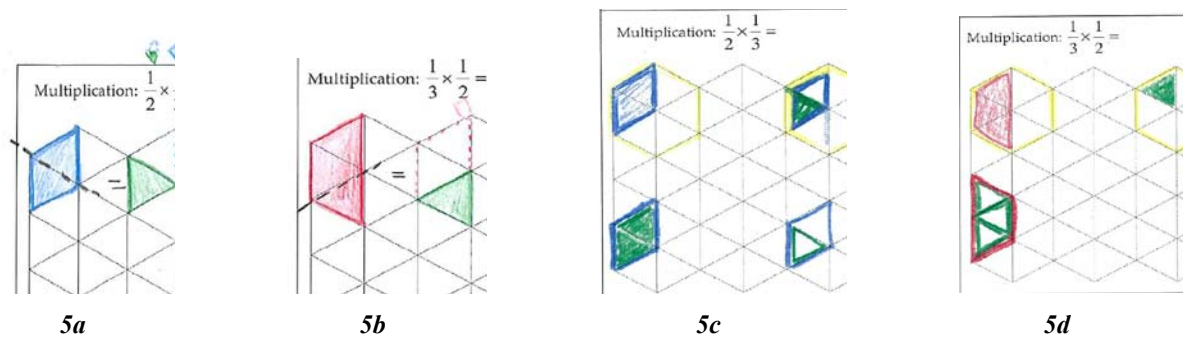 Multiplication: 1/2 ×
=
Multiplication: 1/3 × 1/2 =
=
Multiplication: 1/2 × 1/3 =
Multiplication: 1/3 × 1/2 =
5a
5b
5c
5d